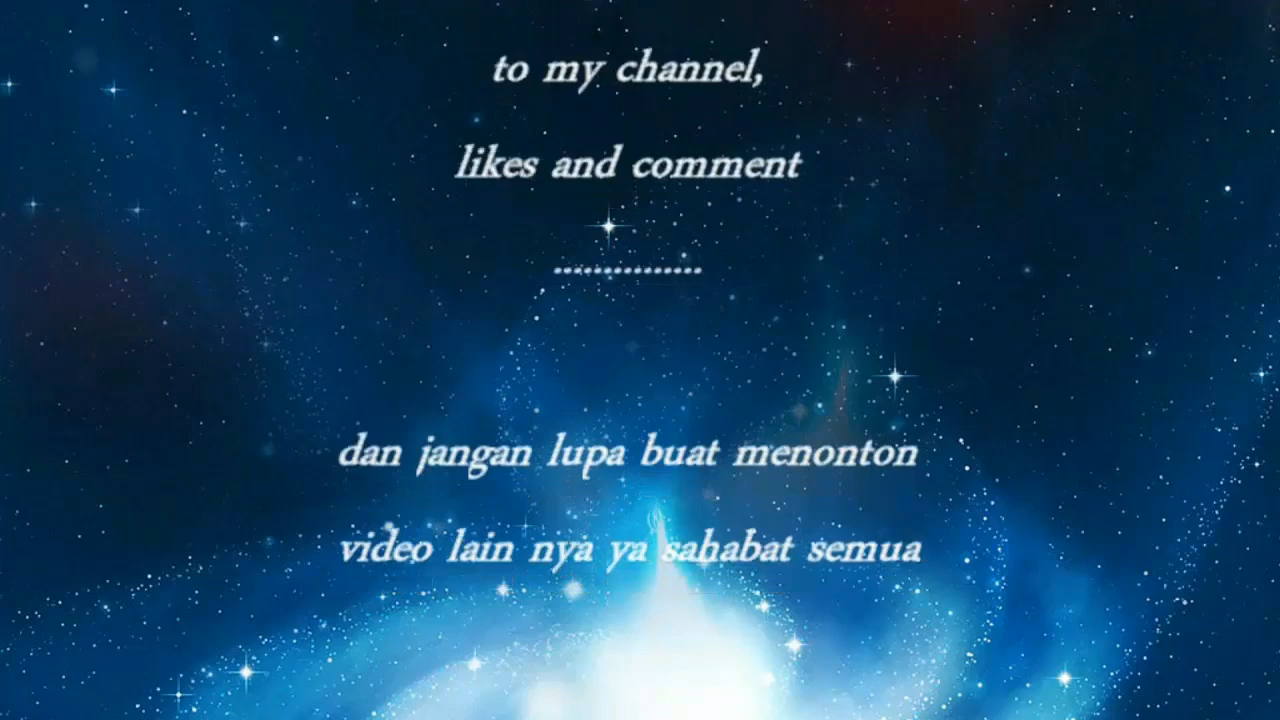 to my channel,
likes and comment
...............
dan jangan lupa buat menonton
video lain nya ya sahabat semua